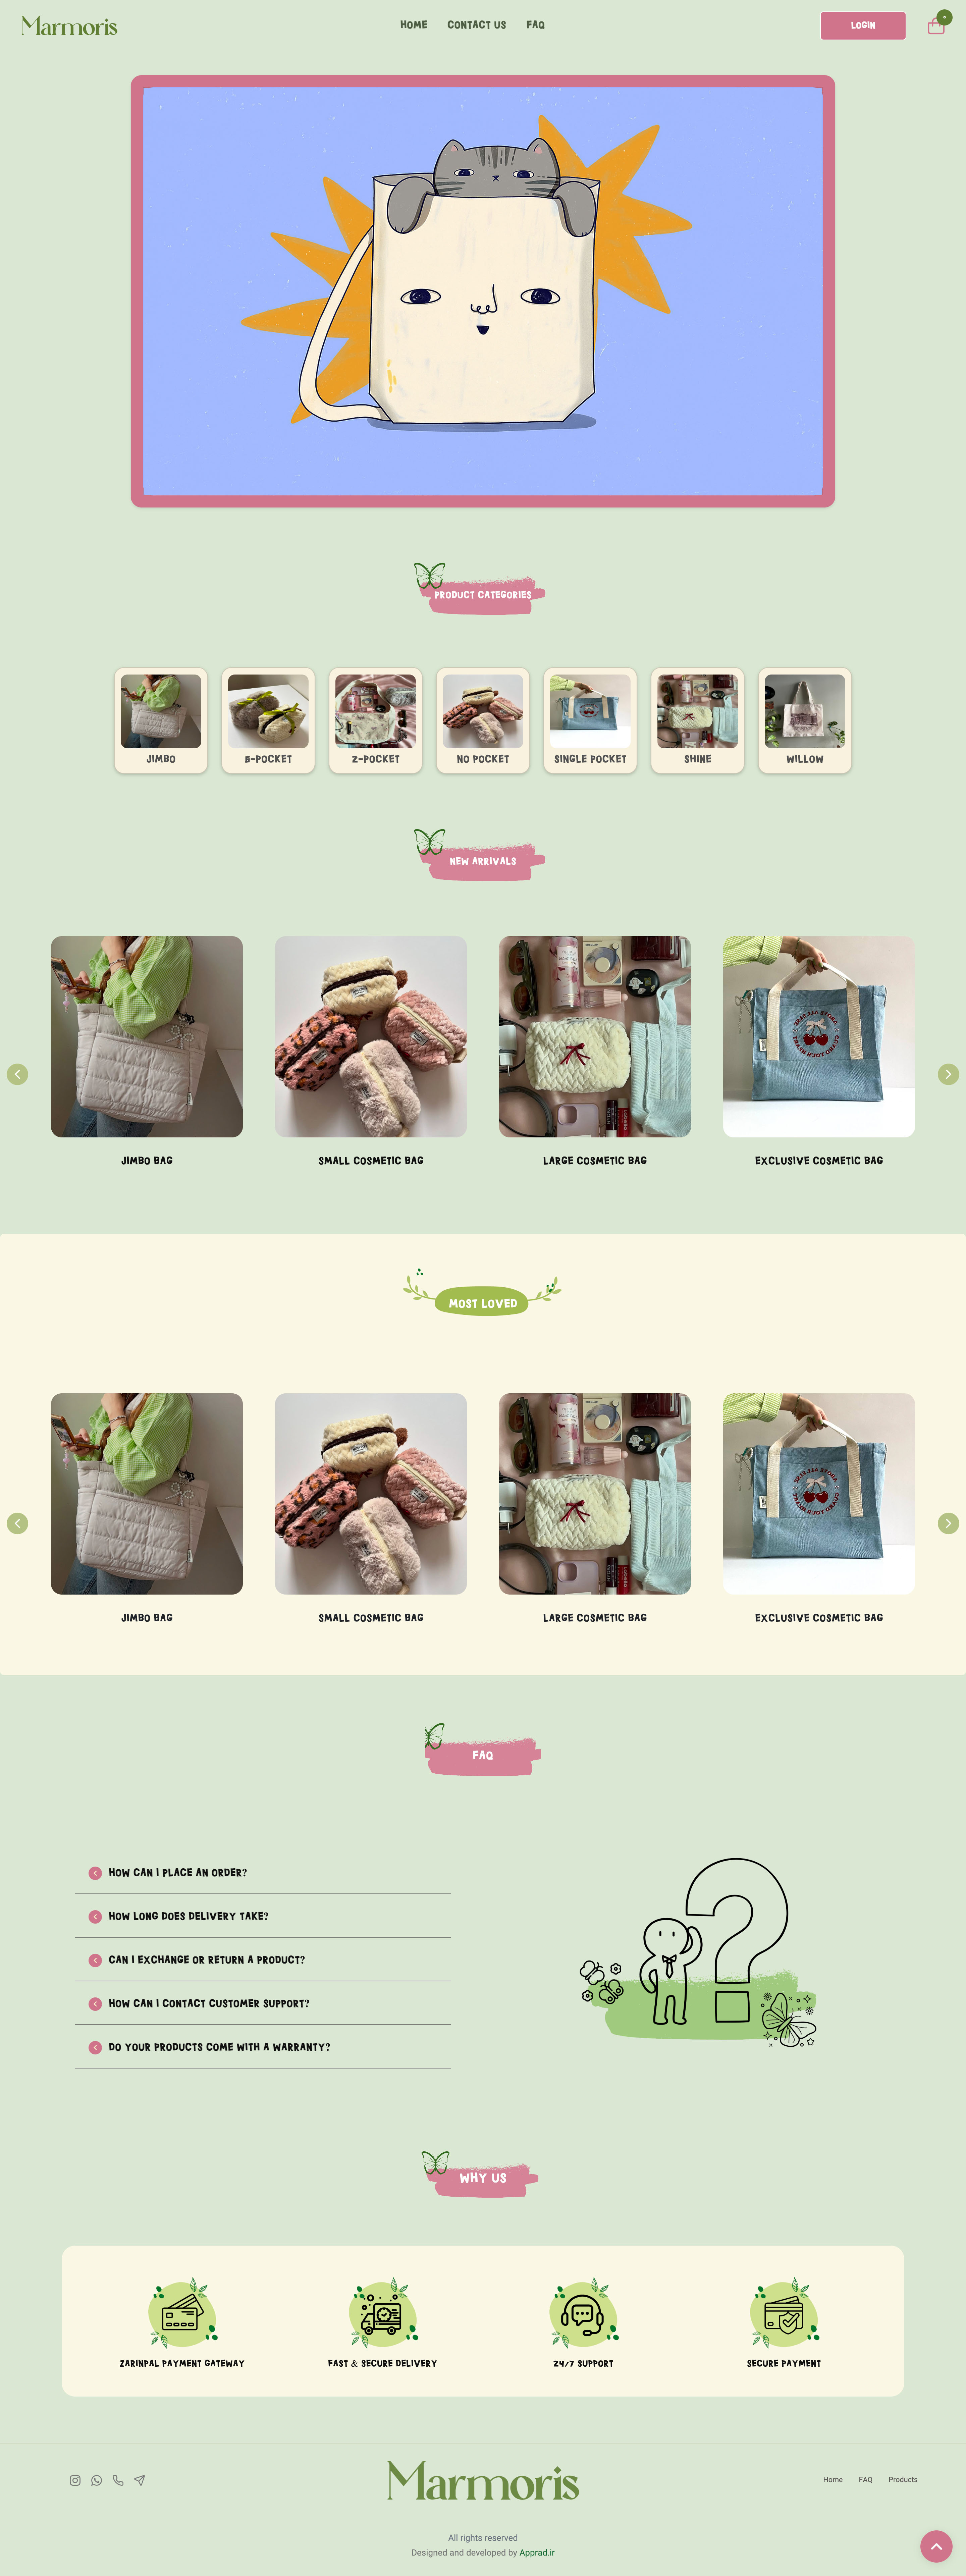 Marmoris
HOME CONTACT US FAQ
LOGIN
PRODUCT CATEGORIES
JIMBO
5-POCKET
2-POCKET
NO POCKET
SINGLE POCKET
SHINE
WILLOW
NEW ARRIVALS
JIMBO BAG
SMALL COSMETIC BAG
LARGE COSMETIC BAG
EXCLUSIVE COSMETIC BAG
MOST LOVED
JIMBO BAG
SMALL COSMETIC BAG
LARGE COSMETIC BAG
EXCLUSIVE COSMETIC BAG
FAQ
HOW CAN I PLACE AN ORDER?
HOW LONG DOES DELIVERY TAKE?
CAN I EXCHANGE OR RETURN A PRODUCT?
HOW CAN I CONTACT CUSTOMER SUPPORT?
DO YOUR PRODUCTS COME WITH A WARRANTY?
WHY US
ZARINPAL PAYMENT GATEWAY
FAST & SECURE DELIVERY
24/7 SUPPORT
SECURE PAYMENT
Marmoris
Home FAQ Products
All rights reserved
Designed and developed by Apprad.ir